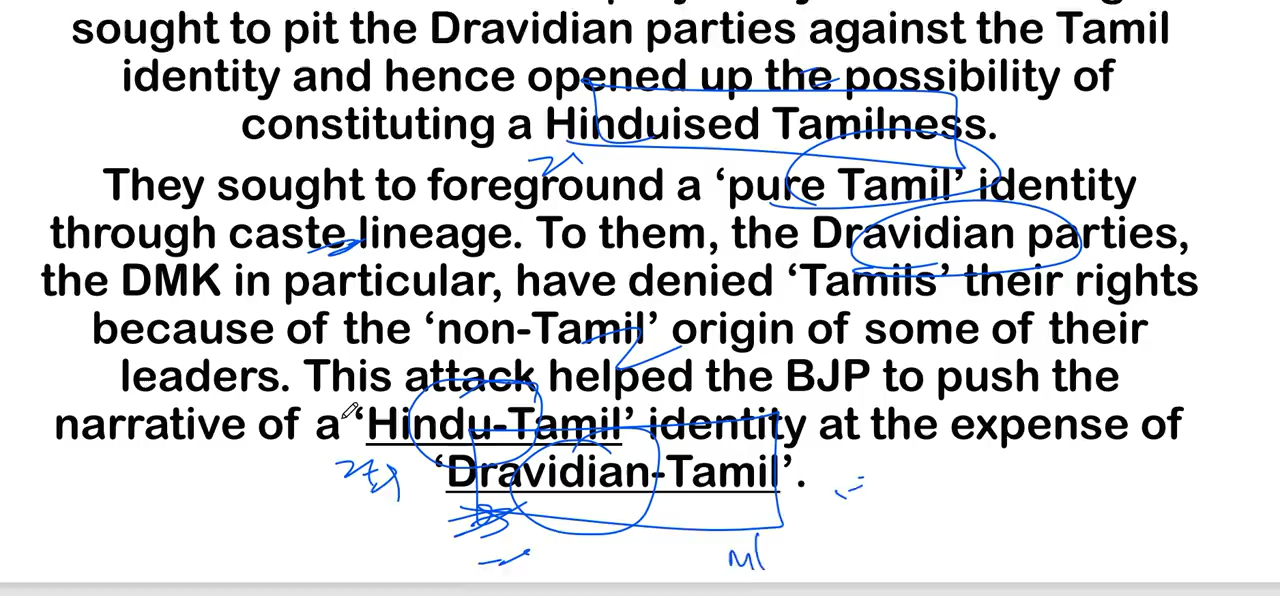 sought to pit the Dravidian parties against the Tamil
identity and hence opened up the possibility of
constituting a Hinduised Tamilness.
They sought to foreground a ‘pure Tamil’ identity
through caste lineage. To them, the Dravidian parties,
the DMK in particular, have denied ‘Tamils’ their rights
because of the ‘non-Tamil’ origin of some of their
leaders. This attack helped the BJP to push the
narrative of a ‘Hindu-Tamil’ identity at the expense of
‘Dravidian-Tamil’.